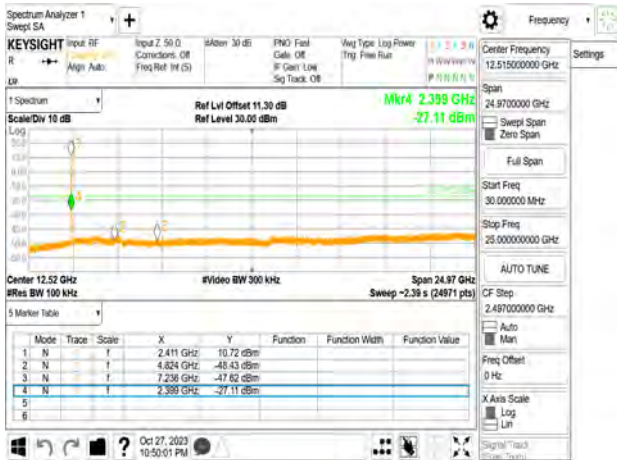 Spectrum Analyzer 1
Swept SA
Frequency
KEYSIGHT
Input: RF
Align: Auto
Input Z: 50 Ω
Corrections: Off
Freq Ref: Int (S)
#Atten: 30 dB
PNO: Fast
Gate: Off
IF Gain: Low
Sig Track: Off
Avg Type: Log-Power
Trig: Free Run
Center Frequency
12.515000000 GHz
Settings
Span
24.9700000 GHz
Swept Span
Zero Span
Full Span
Start Freq
30.000000 MHz
Stop Freq
25.000000000 GHz
AUTO TUNE
CF Step
2.497000000 GHz
Auto
Man
Freq Offset
0 Hz
X Axis Scale
Log
Lin
Signal Track
1 Spectrum
Scale/Div 10 dB
Log
Ref Lvl Offset 11.30 dB
Ref Level 30.00 dBm
Mkr4 2.399 GHz
-27.11 dBm
Center 12.52 GHz
#Res BW 100 kHz
#Video BW 300 kHz
Span 24.97 GHz
Sweep ~2.39 s (24971 pts)
5 Marker Table
Mode Trace Scale X Y Function Function Width Function Value
1 N f 2.411 GHz 10.72 dBm
2 N f 4.824 GHz -48.43 dBm
3 N f 7.236 GHz -47.62 dBm
4 N f 2.399 GHz -27.11 dBm
5
6
?
Oct 27, 2023
10:50:01 PM